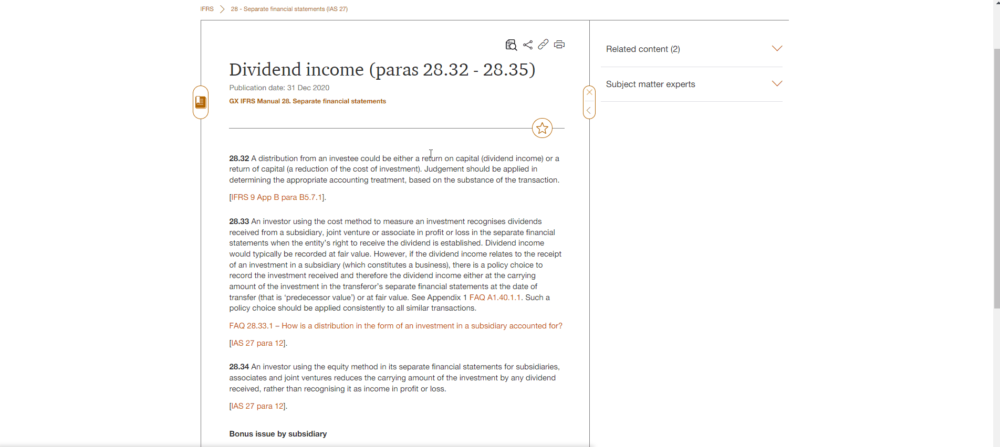 IFRS > 28 - Separate financial statements (IAS 27)
Dividend income (paras 28.32 - 28.35)
Publication date: 31 Dec 2020
GX IFRS Manual 28. Separate financial statements
28.32 A distribution from an investee could be either a return on capital (dividend income) or a
return of capital (a reduction of the cost of investment). Judgement should be applied in
determining the appropriate accounting treatment, based on the substance of the transaction.
[IFRS 9 App B para B5.7.1].
28.33 An investor using the cost method to measure an investment recognises dividends
received from a subsidiary, joint venture or associate in profit or loss in the separate financial
statements when the entity's right to receive the dividend is established. Dividend income
would typically be recorded at fair value. However, if the dividend income relates to the receipt
of an investment in a subsidiary (which constitutes a business), there is a policy choice to
record the investment received and therefore the dividend income either at the carrying
amount of the investment in the transferor's separate financial statements at the date of
transfer (that is 'predecessor value') or at fair value. See Appendix 1 FAQ A1.40.1.1. Such a
policy choice should be applied consistently to all similar transactions.
FAQ 28.33.1 – How is a distribution in the form of an investment in a subsidiary accounted for?
[IAS 27 para 12].
28.34 An investor using the equity method in its separate financial statements for subsidiaries,
associates and joint ventures reduces the carrying amount of the investment by any dividend
received, rather than recognising it as income in profit or loss.
[IAS 27 para 12].
Bonus issue by subsidiary
Related content (2)
Subject matter experts